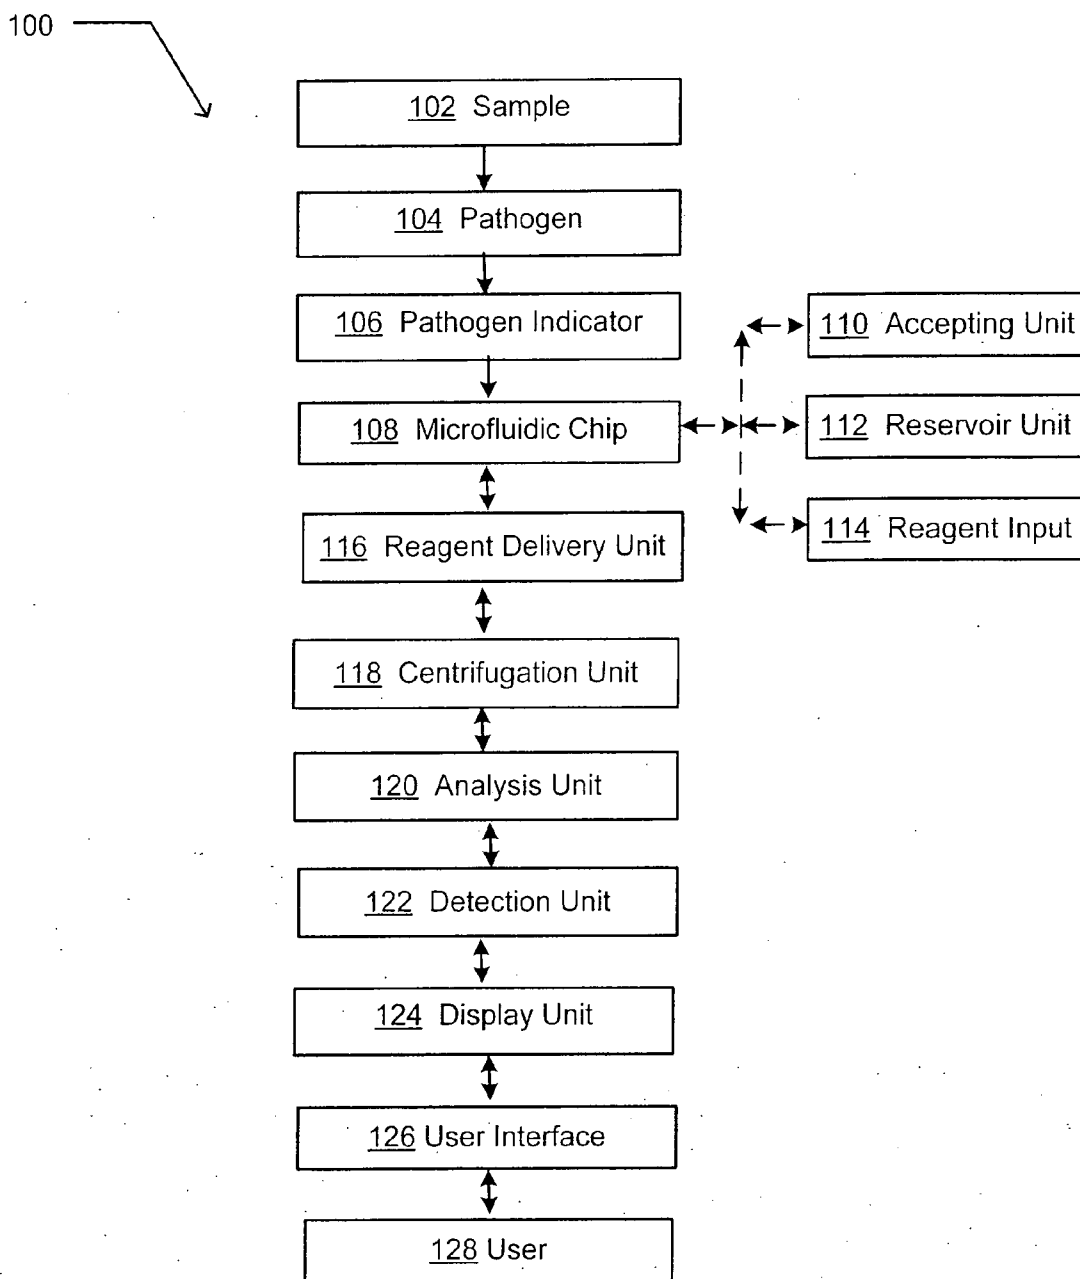 100
102 Sample
104 Pathogen
106 Pathogen Indicator
110 Accepting Unit
108 Microfluidic Chip
112 Reservoir Unit
114 Reagent Input
116 Reagent Delivery Unit
118 Centrifugation Unit
120 Analysis Unit
122 Detection Unit
124 Display Unit
126 User Interface
128 User